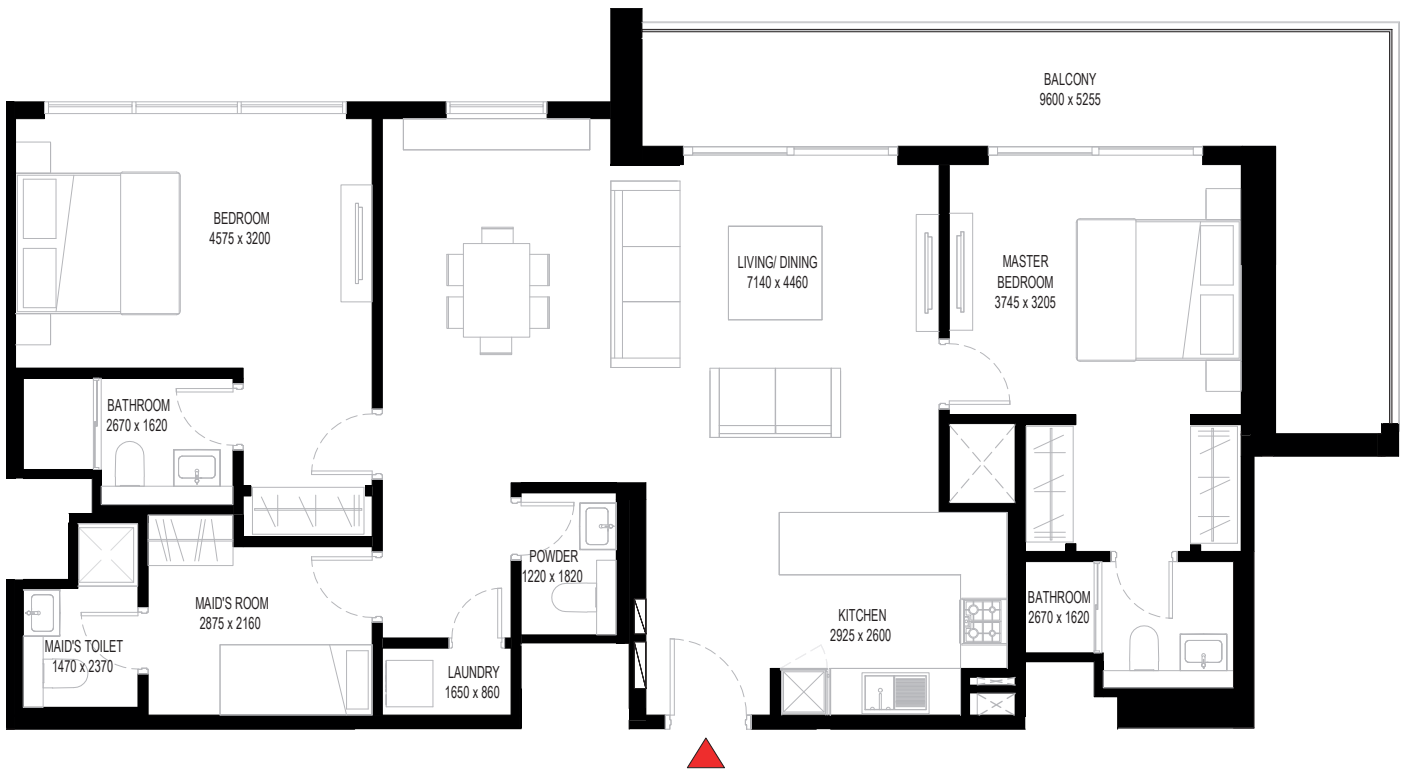 BALCONY
9600 x 5255
BEDROOM
4575 x 3200
LIVING/ DINING
7140 x 4460
MASTER
BEDROOM
3745 x 3205
BATHROOM
2670 x 1620
POWDER
1220 x 1820
MAID'S ROOM
2875 x 2160
KITCHEN
2925 x 2600
BATHROOM
2670 x 1620
MAID'S TOILET
1470 x 2370
LAUNDRY
1650 x 860